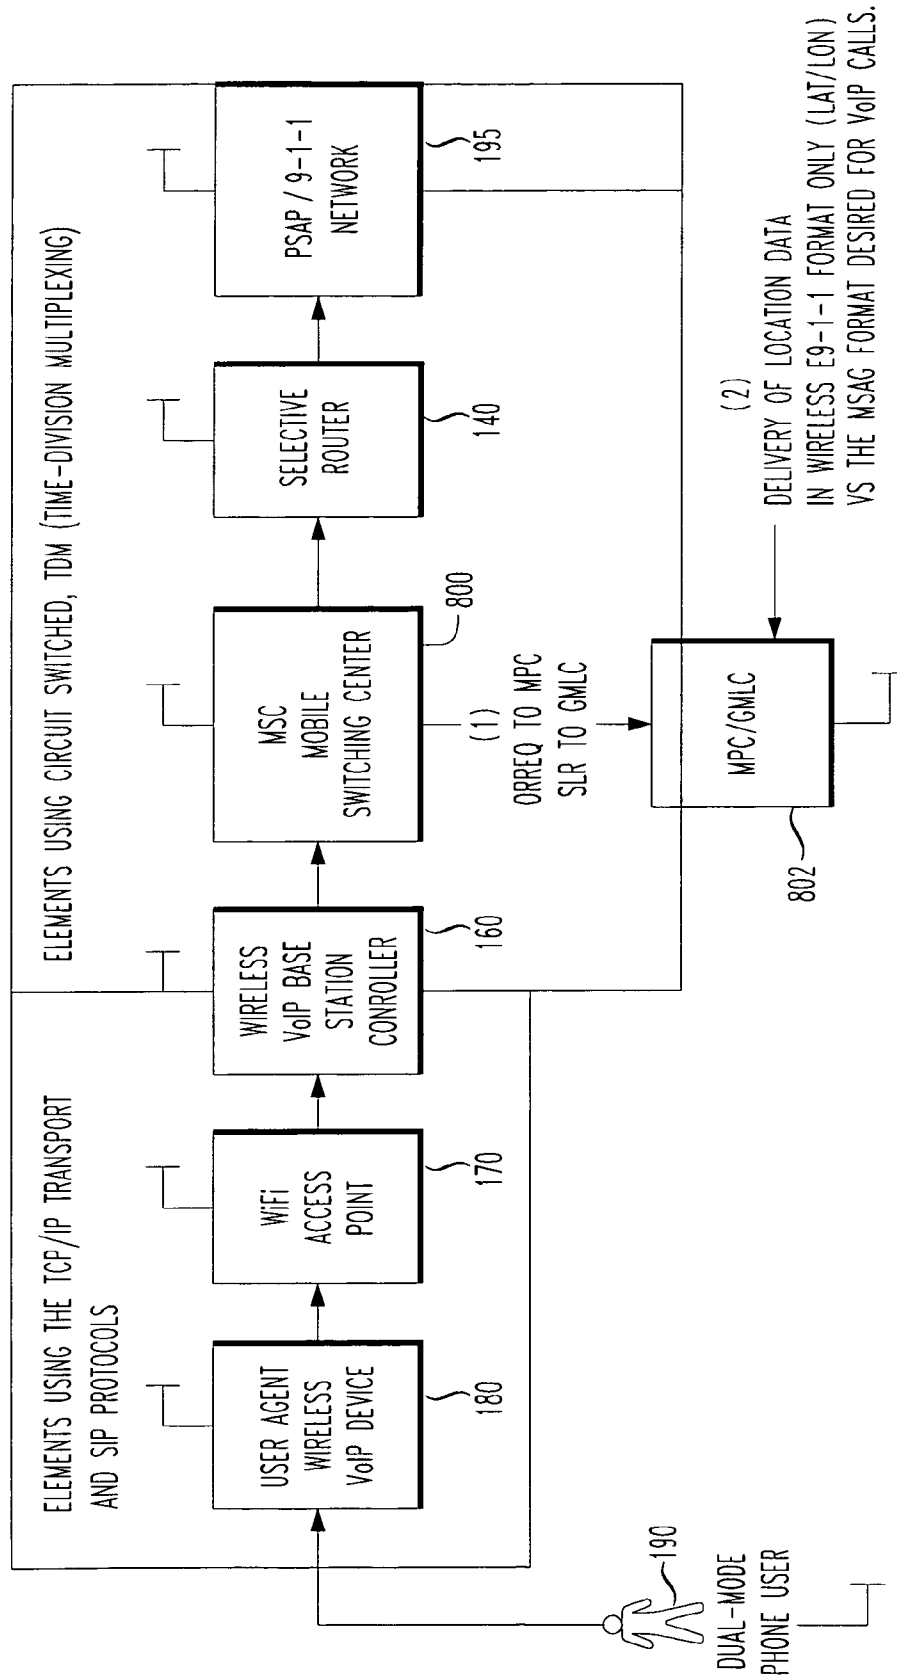 ELEMENTS USING THE TCP/IP TRANSPORT
AND SIP PROTOCOLS
ELEMENTS USING CIRCUIT SWITCHED, TDM (TIME-DIVISION MULTIPLEXING)
USER AGENT
WIRELESS
VoIP DEVICE
180
WiFi
ACCESS
POINT
170
WIRELESS
VoIP BASE
STATION
CONROLLER
160
MSC
MOBILE
SWITCHING CENTER
800
SELECTIVE
ROUTER
140
PSAP / 9-1-1
NETWORK
195
(1)
ORREQ TO MPC
SLR TO GMLC
MPC/GMLC
802
(2)
DELIVERY OF LOCATION DATA
IN WIRELESS E9-1-1 FORMAT ONLY (LAT/LON)
VS THE MSAG FORMAT DESIRED FOR VoIP CALLS.
190
DUAL-MODE
PHONE USER